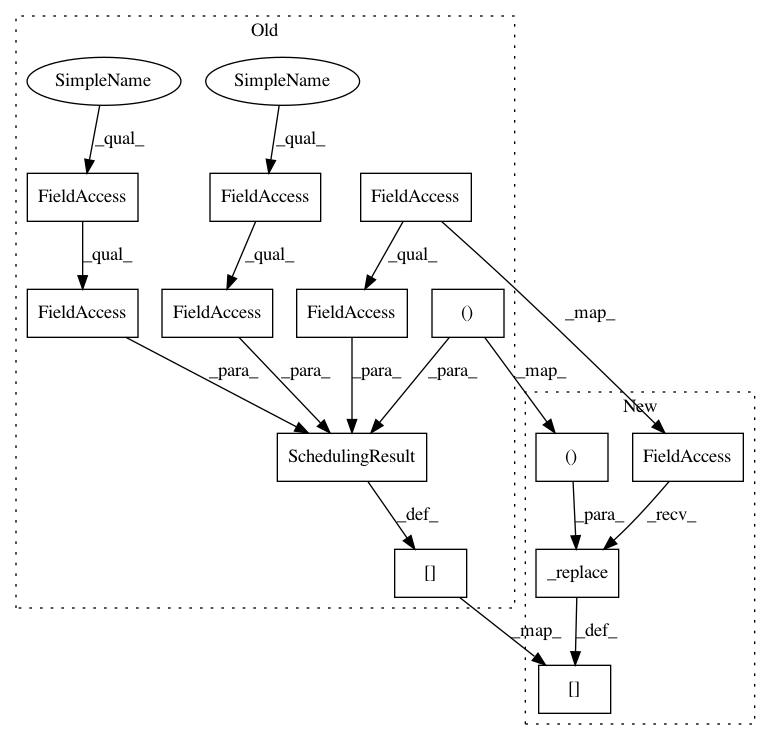 Old
SimpleName SimpleName
_qual_ _qual_
FieldAccess FieldAccess FieldAccess
_qual_ _qual_ _qual_
_map_
FieldAccess FieldAccess FieldAccess ()
_para_ _para_ _para_ _para_ _map_
New
SchedulingResult () FieldAccess
_def_ _para_ _recv_
[] _replace
_map_ _def_
[]